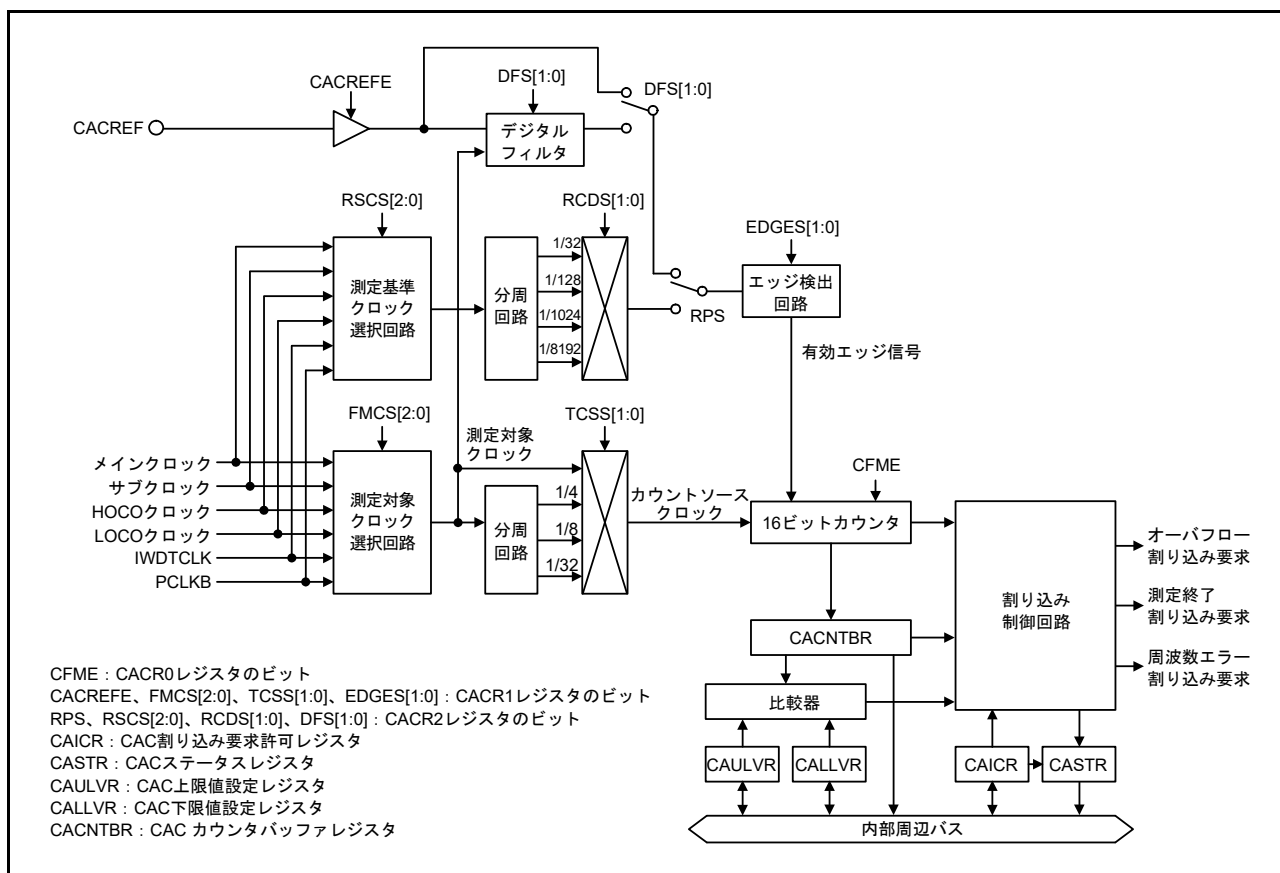 CACREFE
DFS[1:0]
DFS[1:0]
CACREF
デジタル
フィルタ
RSCS[2:0]
RCDS[1:0]
EDGES[1:0]
測定基準
クロック
選択回路
分周
回路
1/32
1/128
1/1024
1/8192
RPS
エッジ検出
回路
有効エッジ信号
FMCS[2:0]
TCSS[1:0]
測定対象
クロック
CFME
メインクロック
サブクロック
HOCOクロック
LOCOクロック
IWDTCLK
PCLKB
測定対象
クロック
選択回路
分周
回路
1/4
1/8
1/32
カウントソース
クロック
16ビットカウンタ
割り込み
制御回路
オーバフロー
割り込み要求
測定終了
割り込み要求
周波数エラー
割り込み要求
CACNTBR
比較器
CAULVR
CALLVR
CAICR
CASTR
内部周辺バス
CFME：CACR0レジスタのビット
CACREFE、FMCS[2:0]、TCSS[1:0]、EDGES[1:0]：CACR1レジスタのビット
RPS、RSCS[2:0]、RCDS[1:0]、DFS[1:0]：CACR2レジスタのビット
CAICR：CAC割り込み要求許可レジスタ
CASTR：CACステータスレジスタ
CAULVR：CAC上限値設定レジスタ
CALLVR：CAC下限値設定レジスタ
CACNTBR：CAC カウンタバッファレジスタ